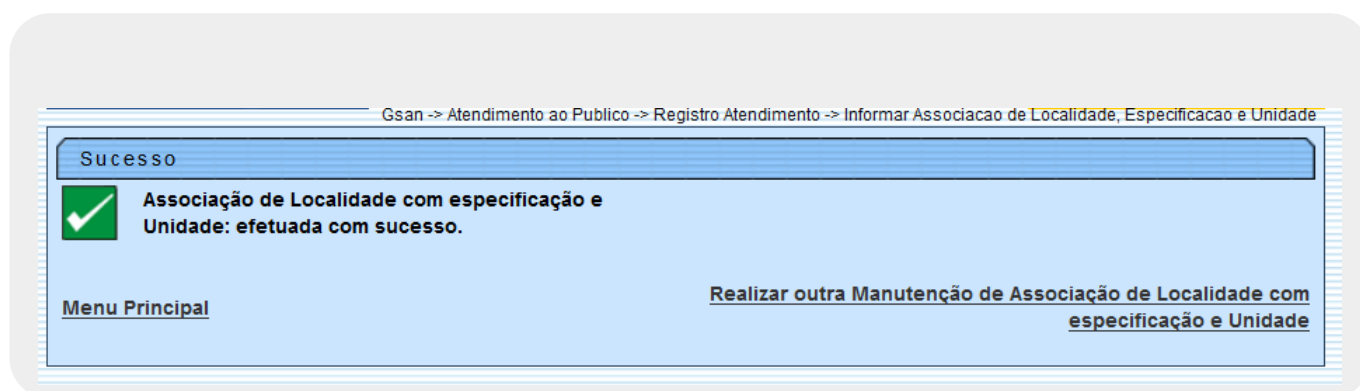 Gsan -> Atendimento ao Publico -> Registro Atendimento -> Informar Associacao de Localidade, Especificacao e Unidade
Sucesso
Associação de Localidade com especificação e
Unidade: efetuada com sucesso.
Menu Principal
Realizar outra Manutenção de Associação de Localidade com
especificação e Unidade